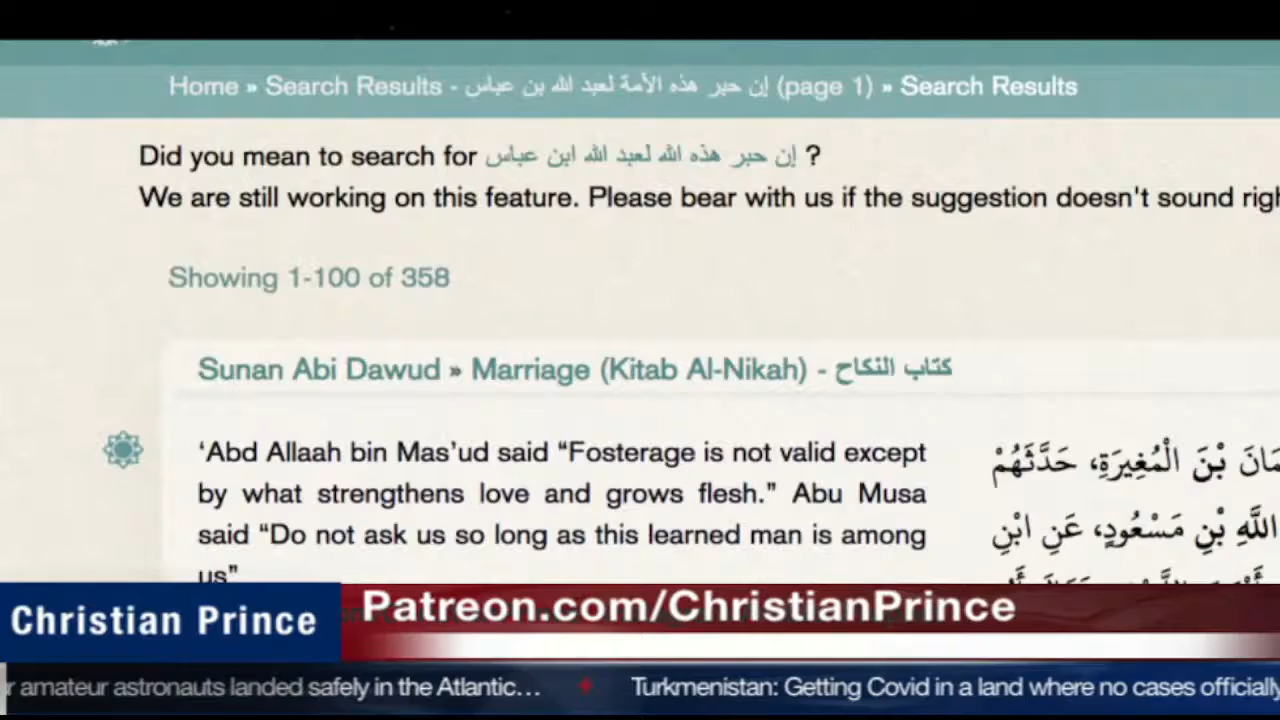 Home » Search Results - إن حبر هذه الأمة لعبد الله بن عباس (page 1) » Search Results
Did you mean to search for إن حبر هذه الله لعبد الله ابن عباس ?
We are still working on this feature. Please bear with us if the suggestion doesn't sound righ
Showing 1-100 of 358
Sunan Abi Dawud » Marriage (Kitab Al-Nikah) - كتاب النكاح
‘Abd Allaah bin Mas’ud said “Fosterage is not valid except
by what strengthens love and grows flesh.” Abu Musa
said “Do not ask us so long as this learned man is among
us”
مَانَ بْنَ الْمُغِيرَةِ، حَدَّثَهُمْ
اللَّهِ بْنِ مَسْعُودٍ، عَنِ ابْنِ
Christian Prince
Patreon.com/ChristianPrince
r amateur astronauts landed safely in the Atlantic... Turkmenistan: Getting Covid in a land where no cases officially